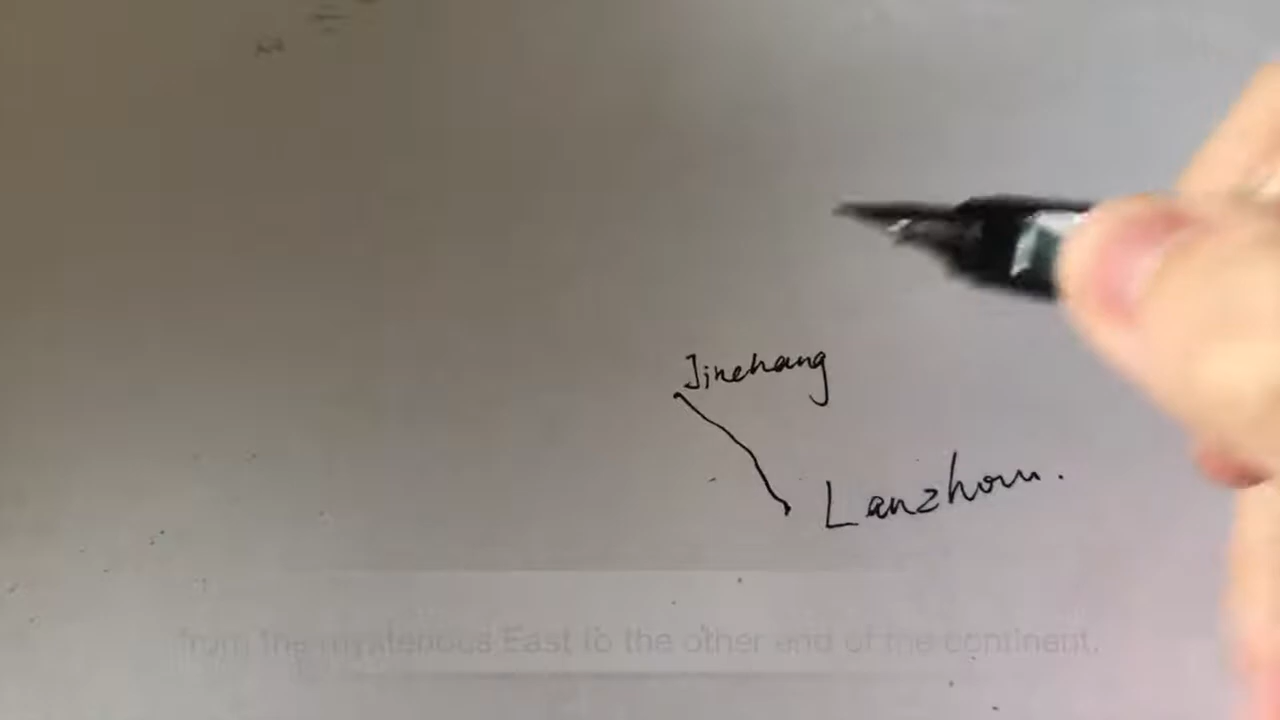 Jinchang
Lanzhou.
from the mysterious East to the other end of the continent.